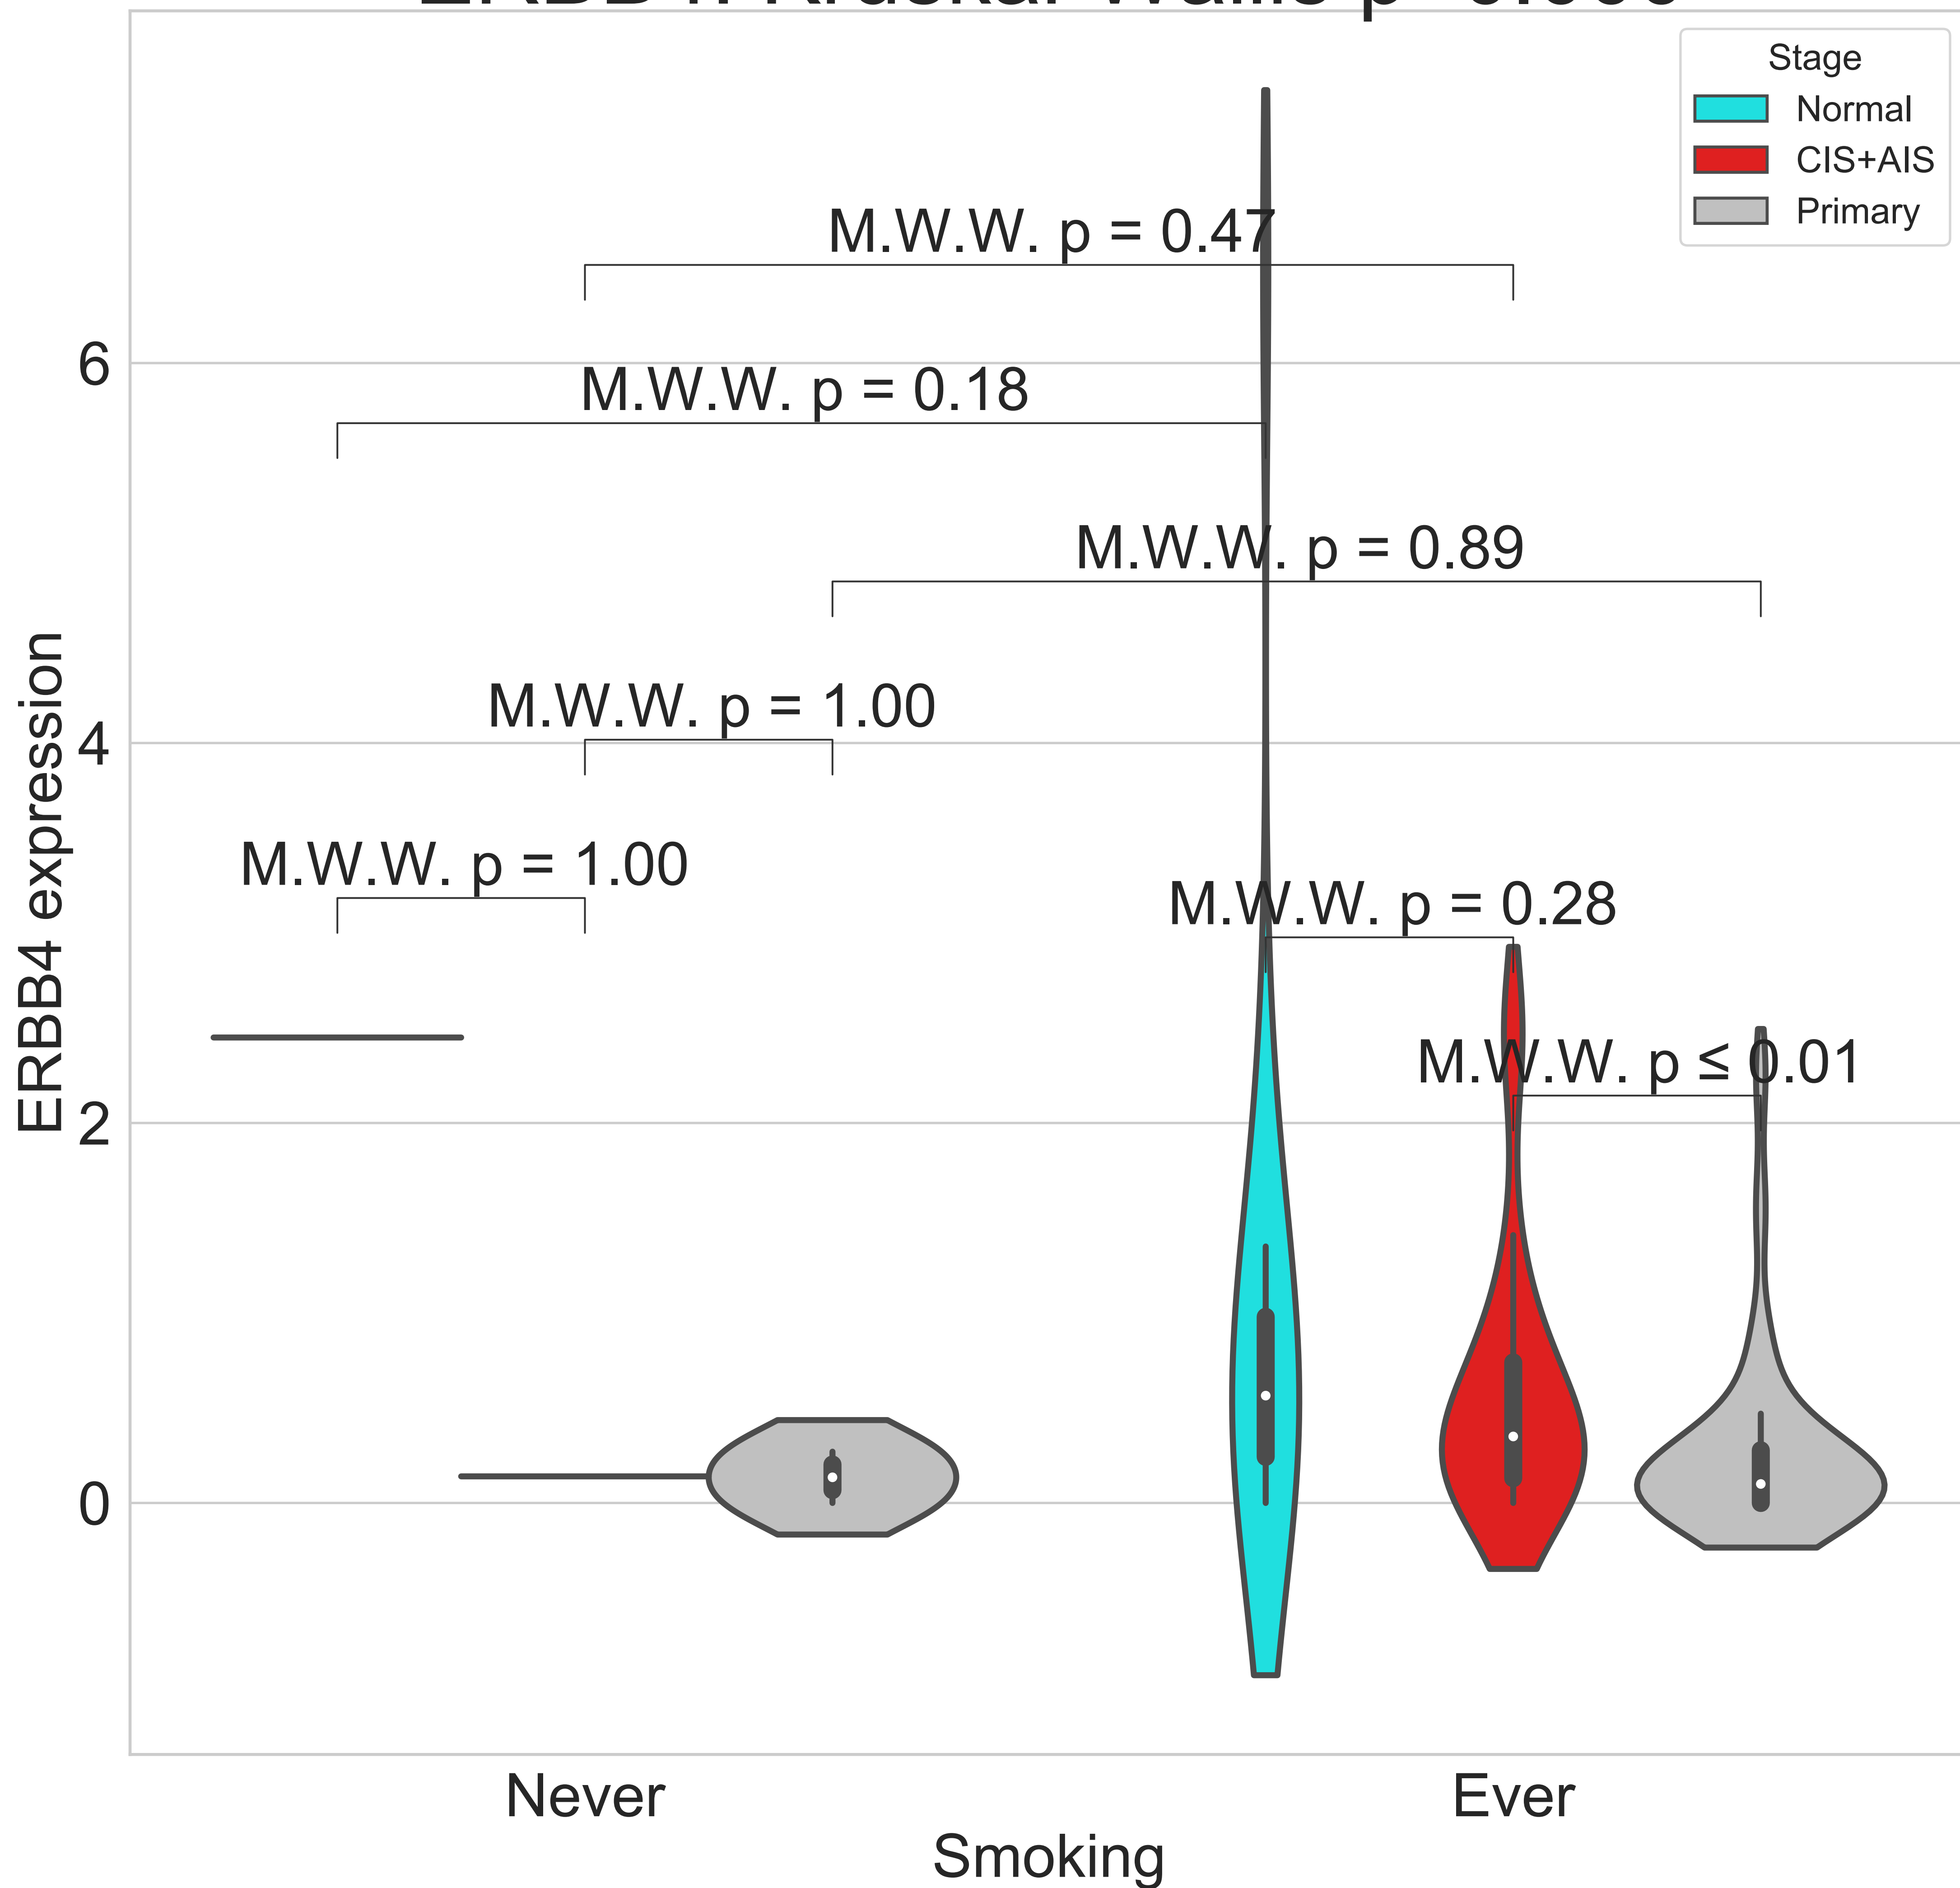 Stage
Normal
CIS+AIS
Primary
M.W.W. p = 0.47
6
M.W.W. p = 0.18
M.W.W. p = 0.89
M.W.W. p = 1.00
4
ERBB4 expression
M.W.W. p = 1.00
M.W.W. p = 0.28
M.W.W. p ≤ 0.01
2
0
Never
Ever
Smoking